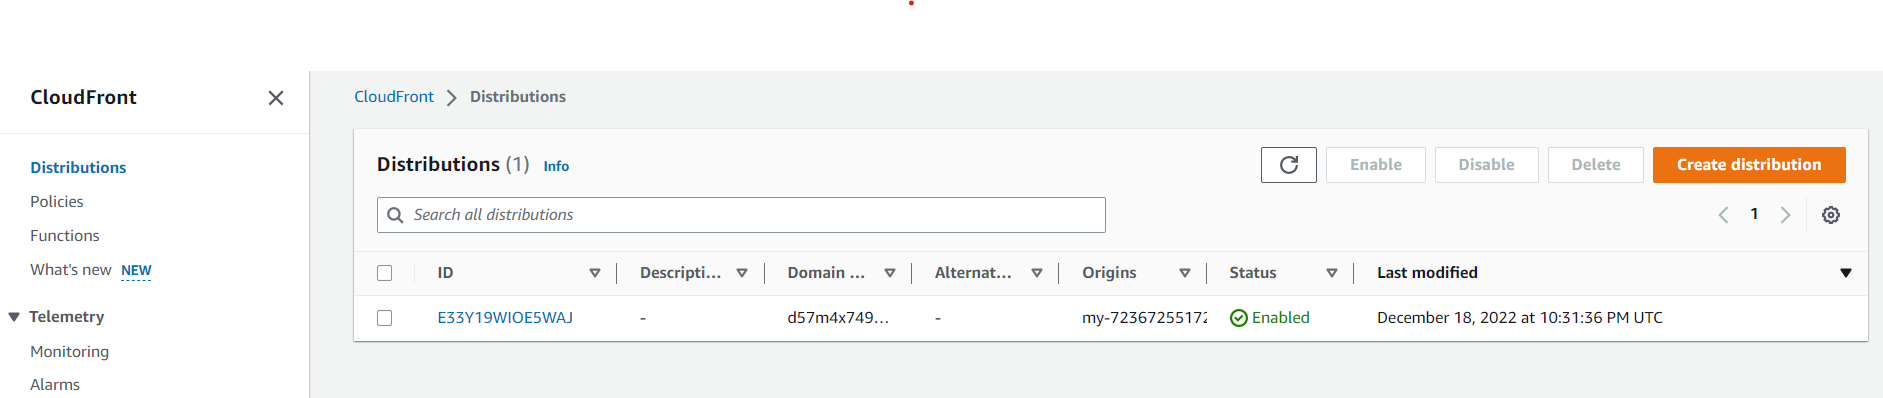 CloudFront
Distributions
Policies
Functions
What's new NEW
Telemetry
Monitoring
Alarms
CloudFront Distributions
Distributions (1) Info
Enable Disable Delete Create distribution
Search all distributions
1
ID Descripti... Domain ... Alternat... Origins Status Last modified
E33Y19WIOE5WAJ - d57m4x749... - my-72367255172 Enabled December 18, 2022 at 10:31:36 PM UTC